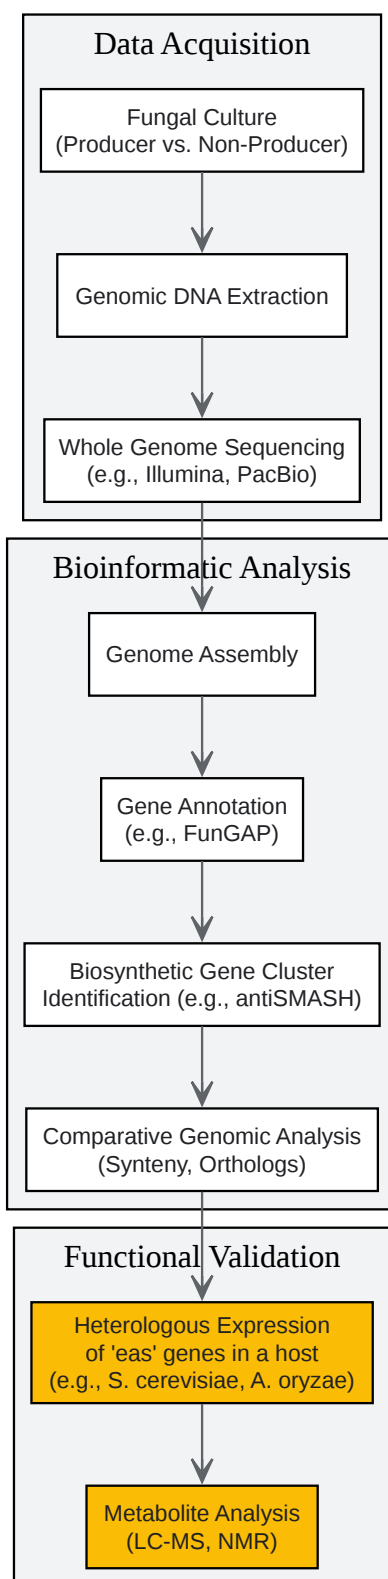 Data Acquisition
Fungal Culture
(Producer vs. Non-Producer)
Genomic DNA Extraction
Whole Genome Sequencing
(e.g., Illumina, PacBio)
Bioinformatic Analysis
Genome Assembly
Gene Annotation
(e.g., FunGAP)
Biosynthetic Gene Cluster
Identification (e.g., antiSMASH)
Comparative Genomic Analysis
(Synteny, Orthologs)
Functional Validation
Heterologous Expression
of 'eas' genes in a host
(e.g., S. cerevisiae, A. oryzae)
Metabolite Analysis
(LC-MS, NMR)